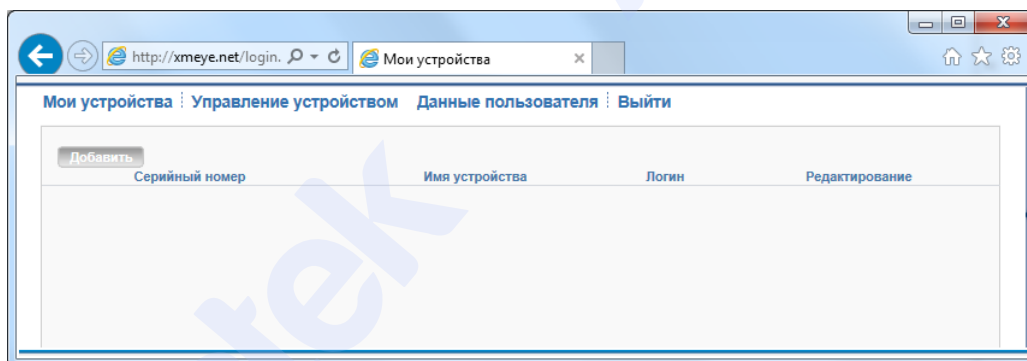 http://xmeye.net/login.
Мои устройства
Мои устройства Управление устройством Данные пользователя Выйти
Добавить
Серийный номер Имя устройства Логин Редактирование